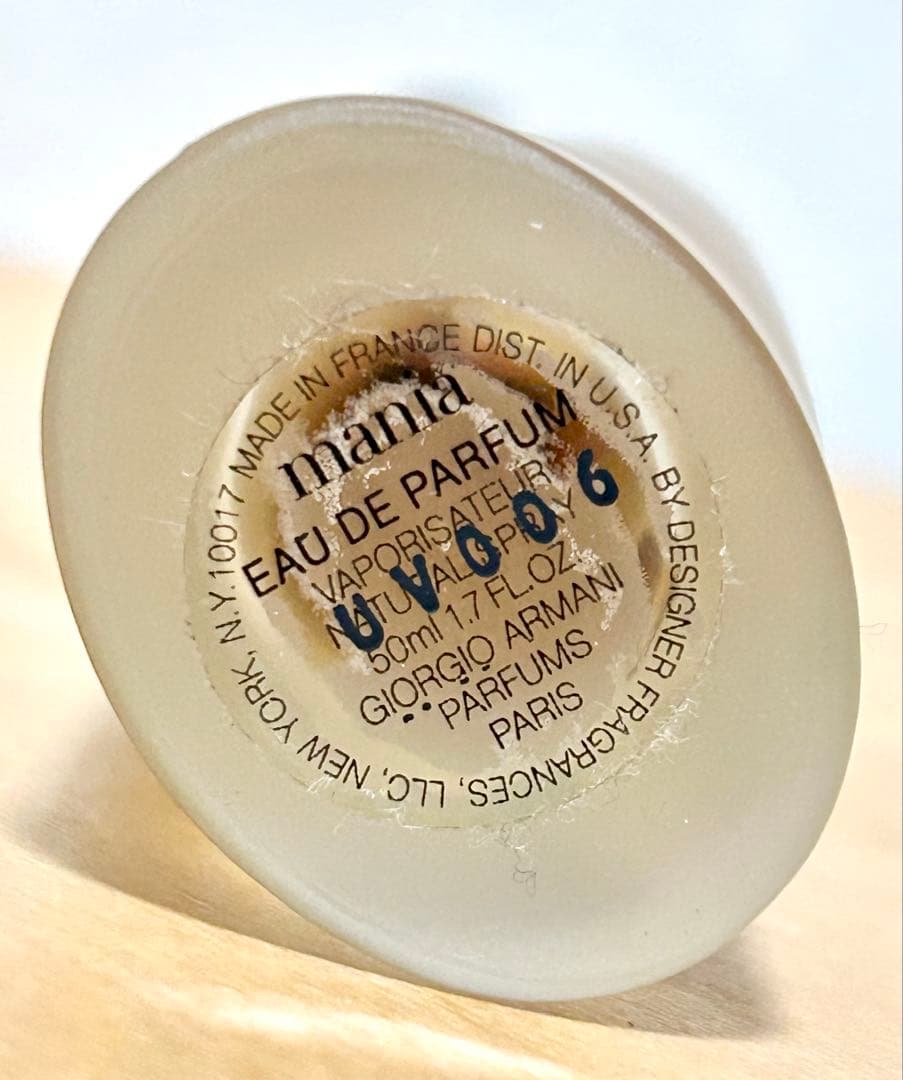 MADE IN FRANCE DIST. IN U.S.A. BY DESIGNER FRAGRANCES, LLC, NEW YORK, N.Y.10017
mania
EAU DE PARFUM
VAPORISATEUR
NATURAL SPRAY
50ml 1.7 FL.OZ.
GIORGIO ARMANI
PARFUMS
PARIS